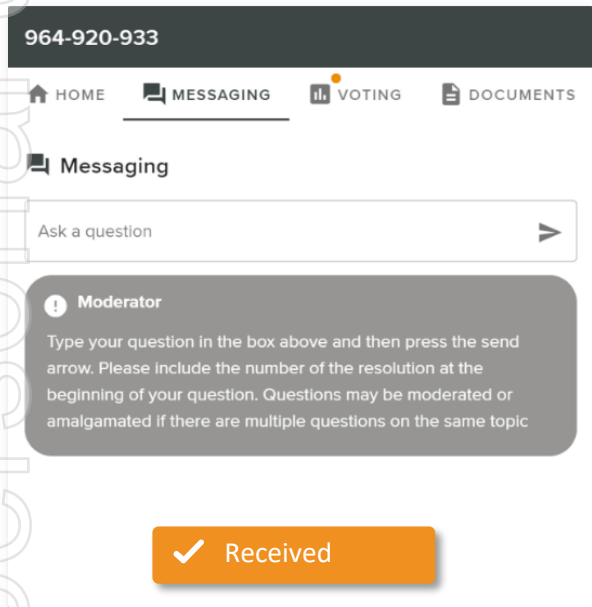 964-920-933
HOME MESSAGING VOTING DOCUMENTS
Messaging
Ask a question
Moderator
Type your question in the box above and then press the send
arrow. Please include the number of the resolution at the
beginning of your question. Questions may be moderated or
amalgamated if there are multiple questions on the same topic
Received